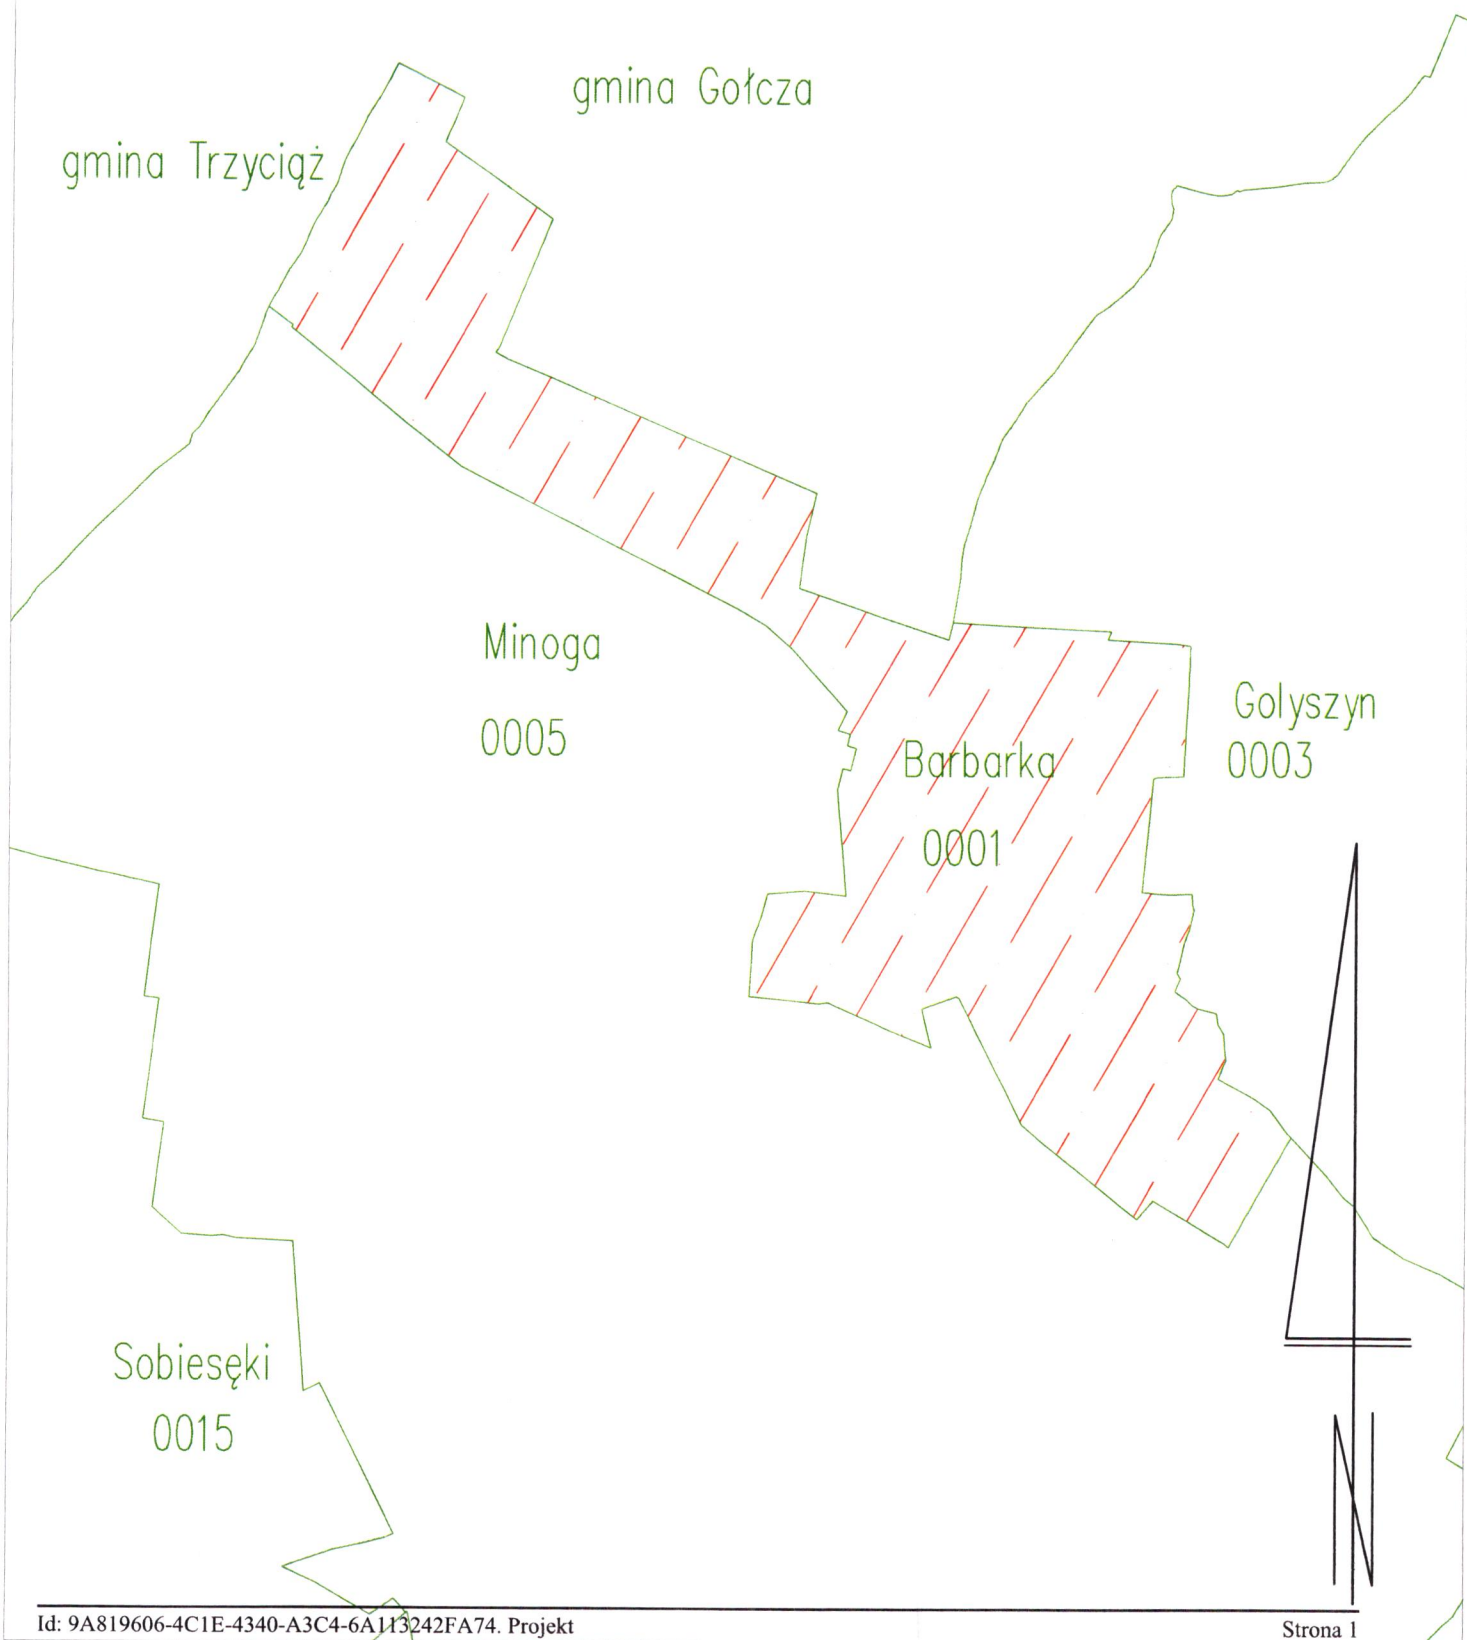 gmina Gołcza
gmina Trzyciąż
Minoga
0005
Golyszyn
0003
Barbarka
0001
Sobiesęki
0015
N
Id: 9A819606-4C1E-4340-A3C4-6A113242FA74. Projekt
Strona 1